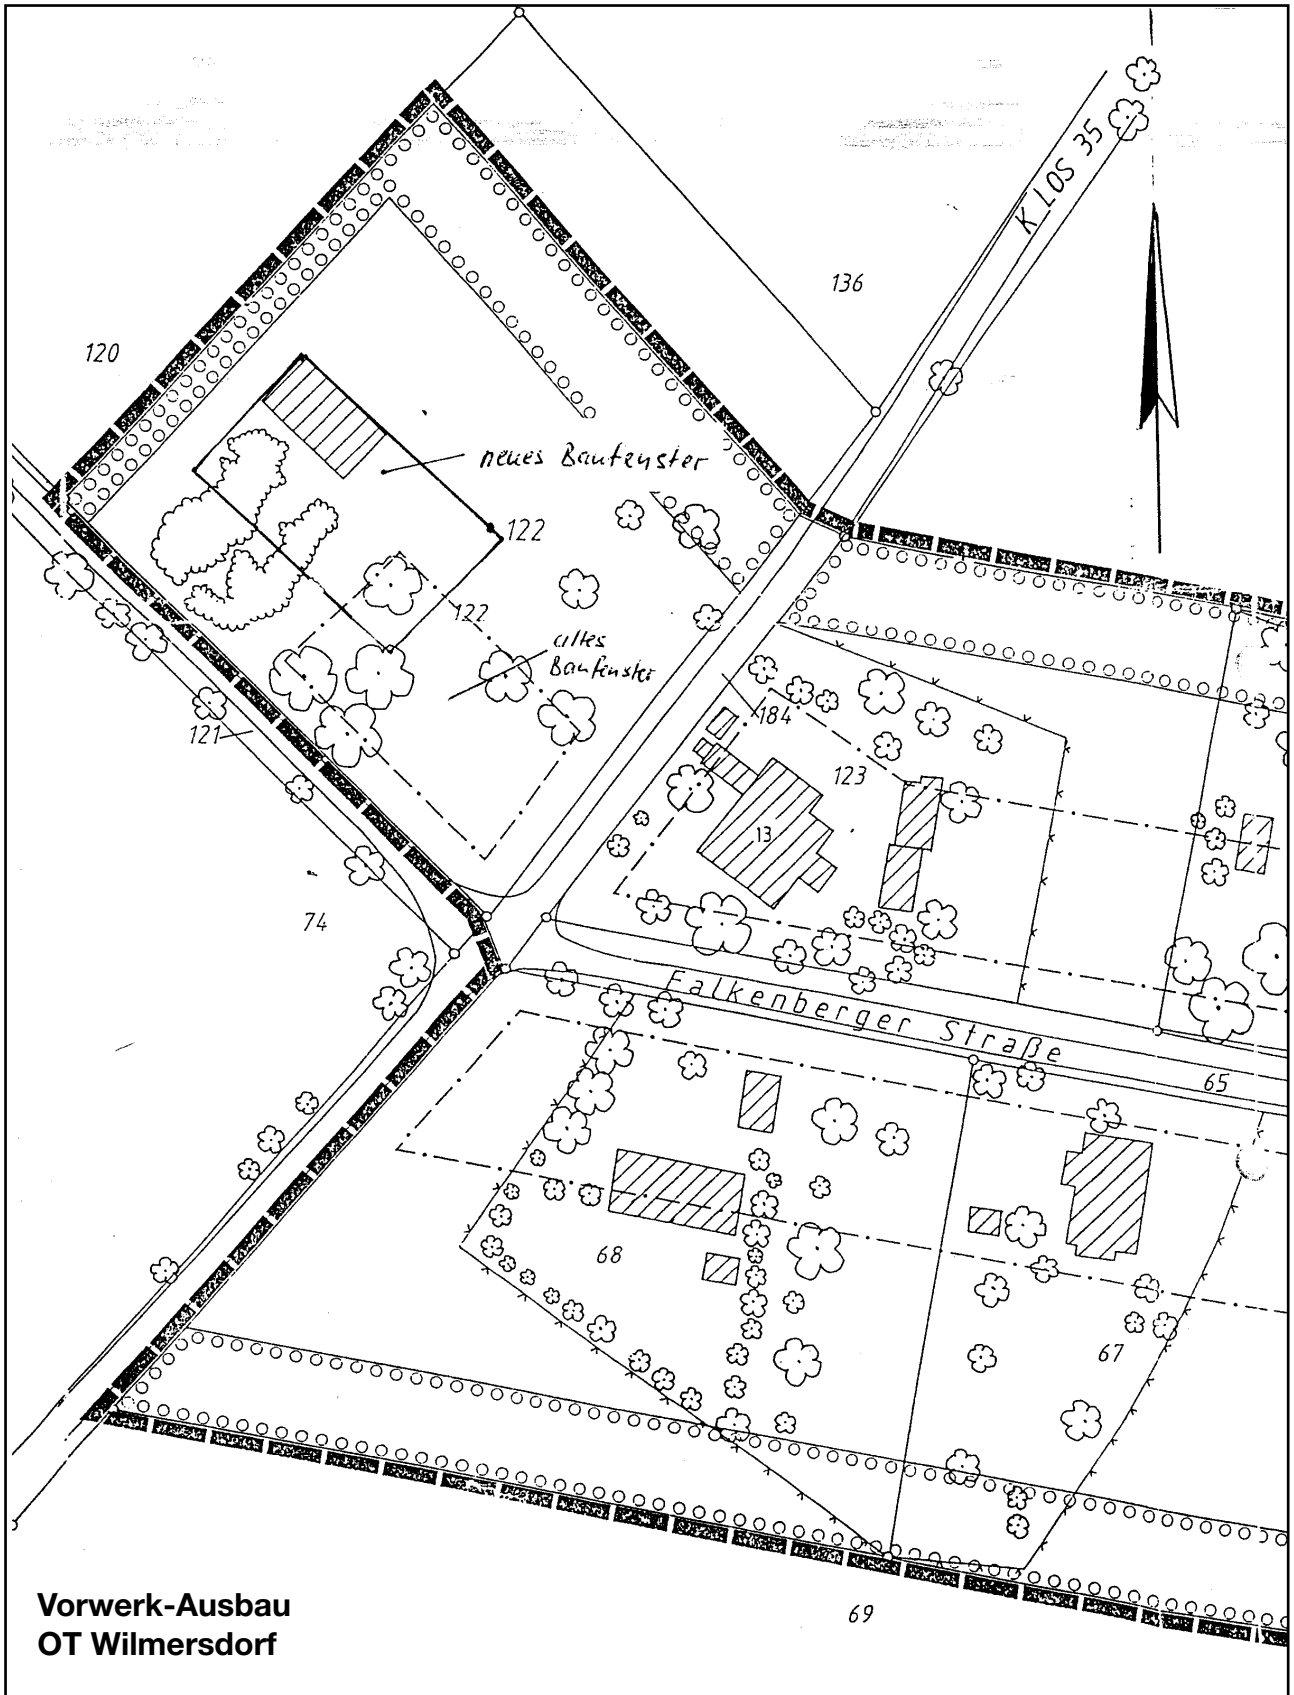 K LOS 35
136
120
neues Baufenster
122
122
altes
Baufenster
184
121
123
13
74
Falkenberger Straße
65
68
67
69
Vorwerk-Ausbau
OT Wilmersdorf